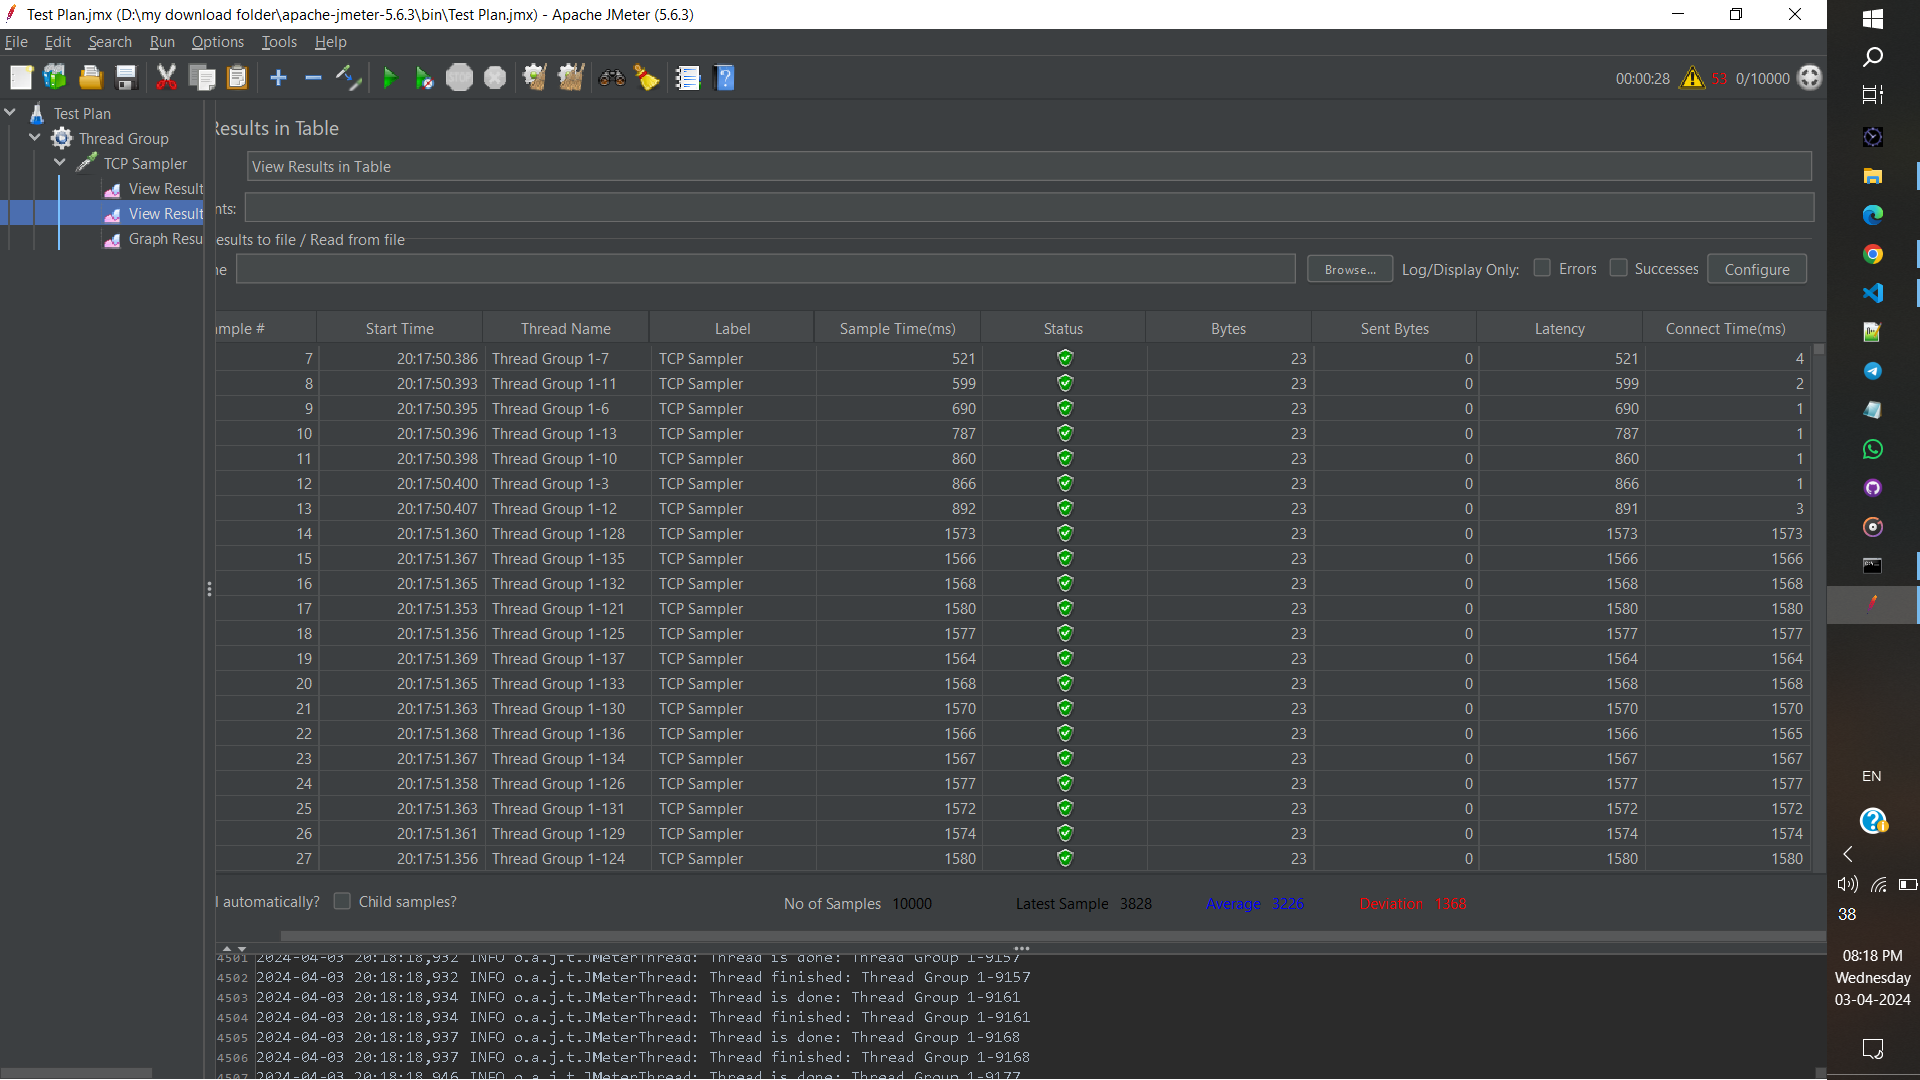 Test Plan.jmx (D:\my download folder\apache-jmeter-5.6.3\bin\Test Plan.jmx) - Apache JMeter (5.6.3)
File Edit Search Run Options Tools Help
STOP
00:00:28 53 0/10000
Test Plan
Thread Group
TCP Sampler
View Result
View Result
Graph Resu
Results in Table
View Results in Table
nts:
esults to file / Read from file
ne Browse... Log/Display Only: Errors Successes Configure
mple # Start Time Thread Name Label Sample Time(ms) Status Bytes Sent Bytes Latency Connect Time(ms)
7 20:17:50.386 Thread Group 1-7 TCP Sampler 521 23 0 521 4
8 20:17:50.393 Thread Group 1-11 TCP Sampler 599 23 0 599 2
9 20:17:50.395 Thread Group 1-6 TCP Sampler 690 23 0 690 1
10 20:17:50.396 Thread Group 1-13 TCP Sampler 787 23 0 787 1
11 20:17:50.398 Thread Group 1-10 TCP Sampler 860 23 0 860 1
12 20:17:50.400 Thread Group 1-3 TCP Sampler 866 23 0 866 1
13 20:17:50.407 Thread Group 1-12 TCP Sampler 892 23 0 891 3
14 20:17:51.360 Thread Group 1-128 TCP Sampler 1573 23 0 1573 1573
15 20:17:51.367 Thread Group 1-135 TCP Sampler 1566 23 0 1566 1566
16 20:17:51.365 Thread Group 1-132 TCP Sampler 1568 23 0 1568 1568
17 20:17:51.353 Thread Group 1-121 TCP Sampler 1580 23 0 1580 1580
18 20:17:51.356 Thread Group 1-125 TCP Sampler 1577 23 0 1577 1577
19 20:17:51.369 Thread Group 1-137 TCP Sampler 1564 23 0 1564 1564
20 20:17:51.365 Thread Group 1-133 TCP Sampler 1568 23 0 1568 1568
21 20:17:51.363 Thread Group 1-130 TCP Sampler 1570 23 0 1570 1570
22 20:17:51.368 Thread Group 1-136 TCP Sampler 1566 23 0 1566 1565
23 20:17:51.367 Thread Group 1-134 TCP Sampler 1567 23 0 1567 1567
24 20:17:51.358 Thread Group 1-126 TCP Sampler 1577 23 0 1577 1577
25 20:17:51.363 Thread Group 1-131 TCP Sampler 1572 23 0 1572 1572
26 20:17:51.361 Thread Group 1-129 TCP Sampler 1574 23 0 1574 1574
27 20:17:51.356 Thread Group 1-124 TCP Sampler 1580 23 0 1580 1580
l automatically? Child samples? No of Samples 10000 Latest Sample 3828 Average 3226 Deviation 1368
4501 2024-04-03 20:18:18,932 INFO o.a.j.t.JMeterThread: Thread is done: Thread Group 1-9157
4502 2024-04-03 20:18:18,932 INFO o.a.j.t.JMeterThread: Thread finished: Thread Group 1-9157
4503 2024-04-03 20:18:18,934 INFO o.a.j.t.JMeterThread: Thread is done: Thread Group 1-9161
4504 2024-04-03 20:18:18,934 INFO o.a.j.t.JMeterThread: Thread finished: Thread Group 1-9161
4505 2024-04-03 20:18:18,937 INFO o.a.j.t.JMeterThread: Thread is done: Thread Group 1-9168
4506 2024-04-03 20:18:18,937 INFO o.a.j.t.JMeterThread: Thread finished: Thread Group 1-9168
4507 2024-04-03 20:18:18,946 INFO o.a.j.t.JMeterThread: Thread is done: Thread Group 1-9177
EN
38
08:18 PM
Wednesday
03-04-2024